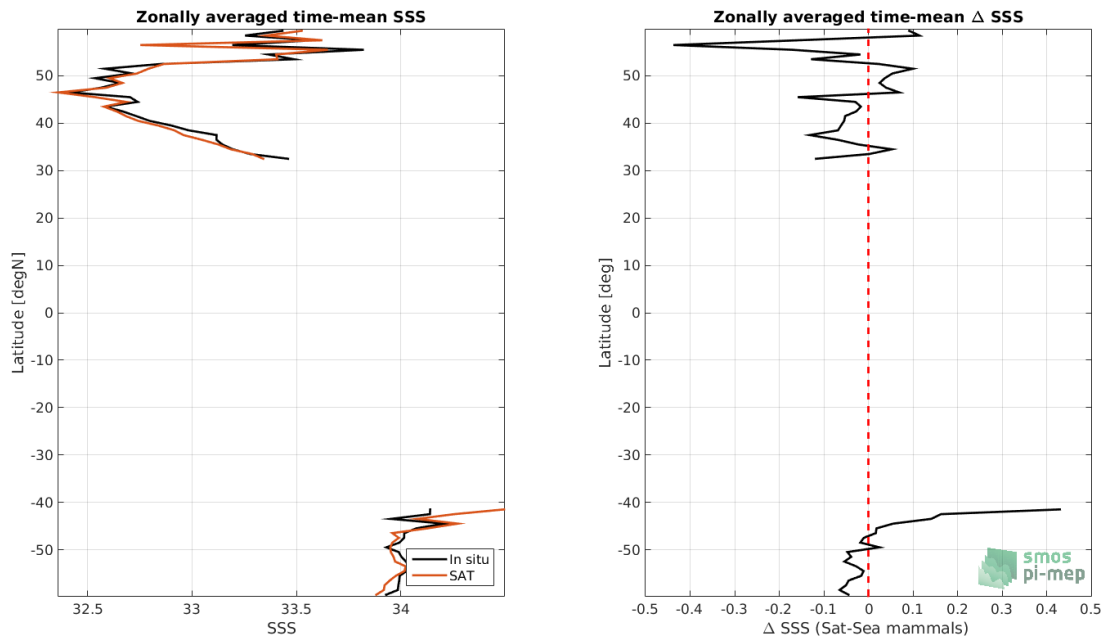 Zonally averaged time-mean SSS
Latitude [degN]
50
40
30
20
10
0
-10
-20
-30
-40
-50
32.5 33 33.5 34
SSS
In situ
SAT
Zonally averaged time-mean Δ SSS
Latitude [deg]
50
40
30
20
10
0
-10
-20
-30
-40
-50
-0.5 -0.4 -0.3 -0.2 -0.1 0 0.1 0.2 0.3 0.4 0.5
Δ SSS (Sat-Sea mammals)
smos
pi-mep